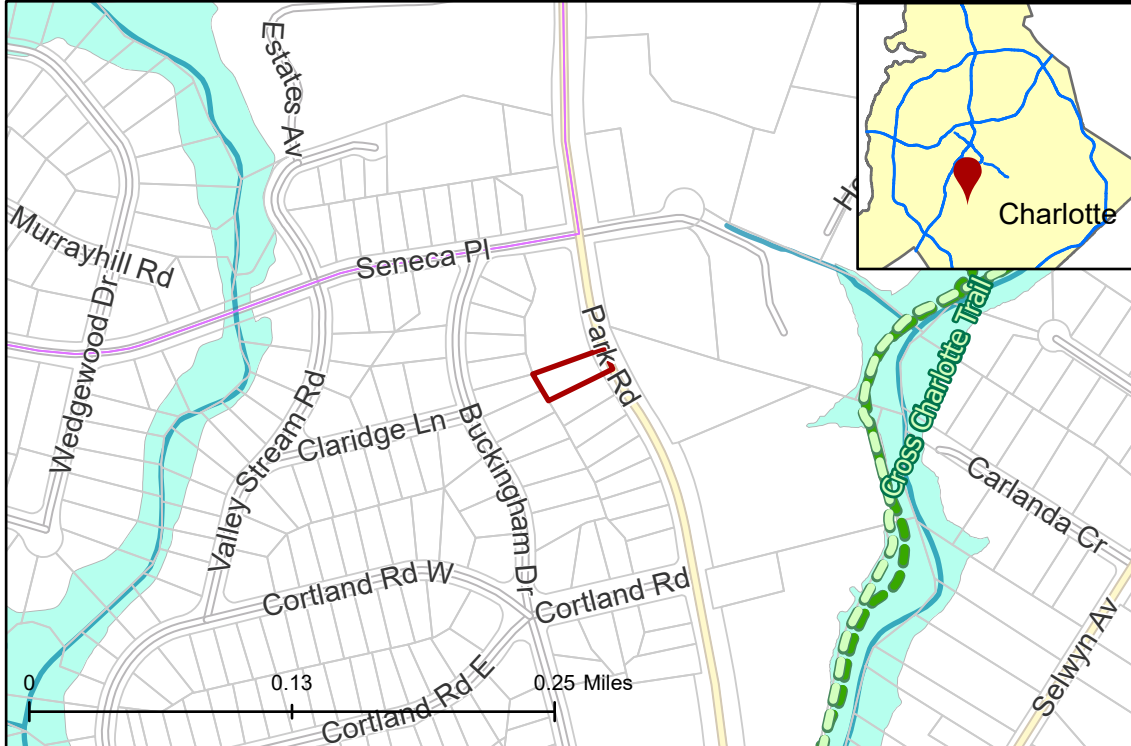 Estates Av
Charlotte
Murrayhill Rd
Seneca Pl
Wedgewood Dr
Park Rd
Cross Charlotte Trail
Valley Stream Rd
Claridge Ln
Buckingham Dr
Carlanda Cr
Cortland Rd W
Cortland Rd
Selwyn Av
Cortland Rd E
0 0.13 0.25 Miles